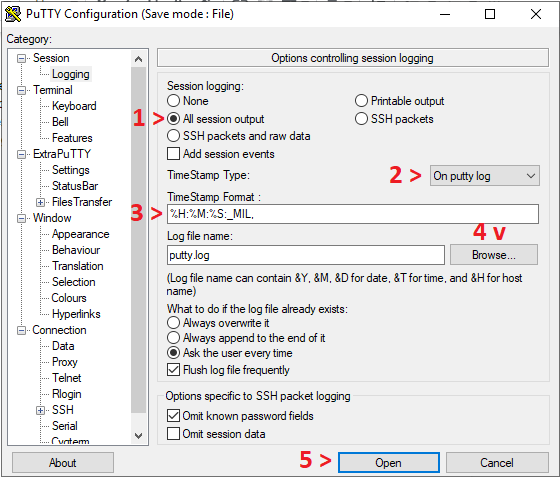 PuTTY Configuration (Save mode : File)
Category:
Session
Logging
Terminal
Keyboard
Bell
Features
ExtraPuTTY
Settings
StatusBar
FilesTransfer
Window
Appearance
Behaviour
Translation
Selection
Colours
Hyperlinks
Connection
Data
Proxy
Telnet
Rlogin
SSH
Serial
Cygterm
Options controlling session logging
Session logging:
None Printable output
1 > All session output SSH packets
SSH packets and raw data
Add session events
TimeStamp Type: 2 > On putty log
TimeStamp Format :
3 > %H:%M:%S:_MIL,
Log file name: 4 v
putty.log Browse...
(Log file name can contain &Y, &M, &D for date, &T for time, and &H for host
name)
What to do if the log file already exists:
Always overwrite it
Always append to the end of it
Ask the user every time
Flush log file frequently
Options specific to SSH packet logging
Omit known password fields
Omit session data
About 5 > Open Cancel